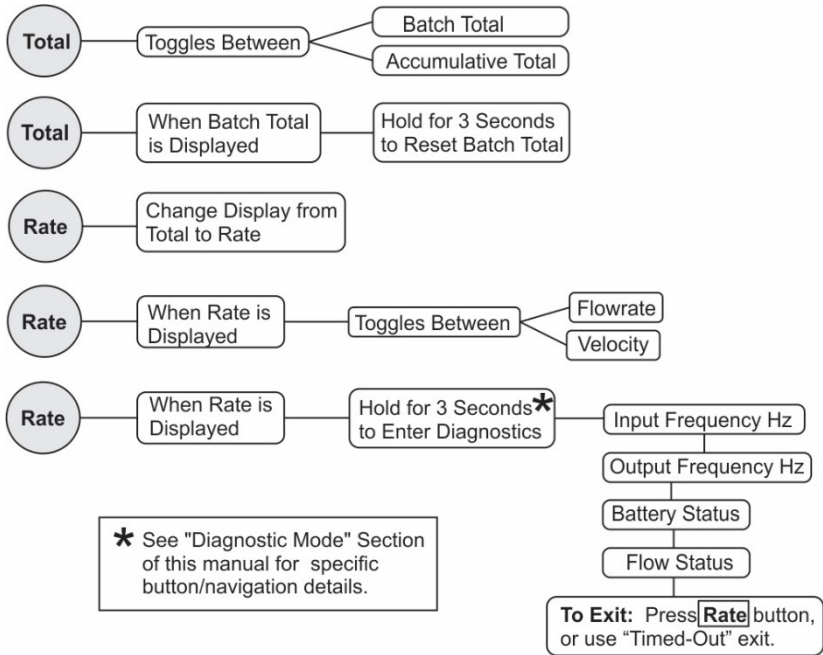 Total
Toggles Between
Batch Total
Accumulative Total
Total
When Batch Total
is Displayed
Hold for 3 Seconds
to Reset Batch Total
Rate
Change Display from
Total to Rate
Rate
When Rate is
Displayed
Toggles Between
Flowrate
Velocity
Rate
When Rate is
Displayed
Hold for 3 Seconds*
to Enter Diagnostics
Input Frequency Hz
Output Frequency Hz
Battery Status
Flow Status
To Exit: Press Rate button,
or use “Timed-Out” exit.
* See "Diagnostic Mode" Section
of this manual for specific
button/navigation details.